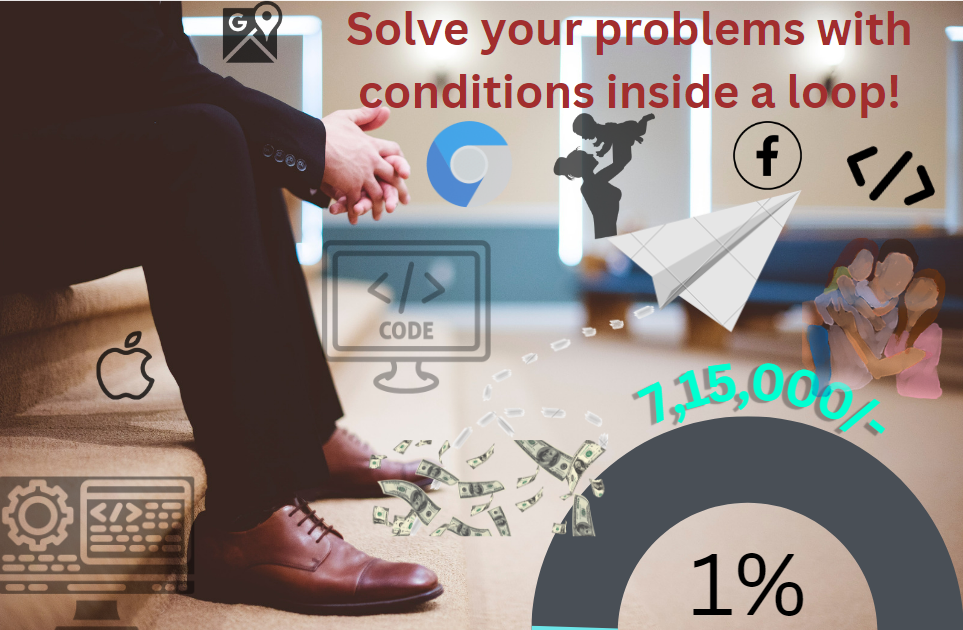 Solve your problems with
conditions inside a loop!
G
f
</>
</>
CODE
7,15,000/-
</>
1%